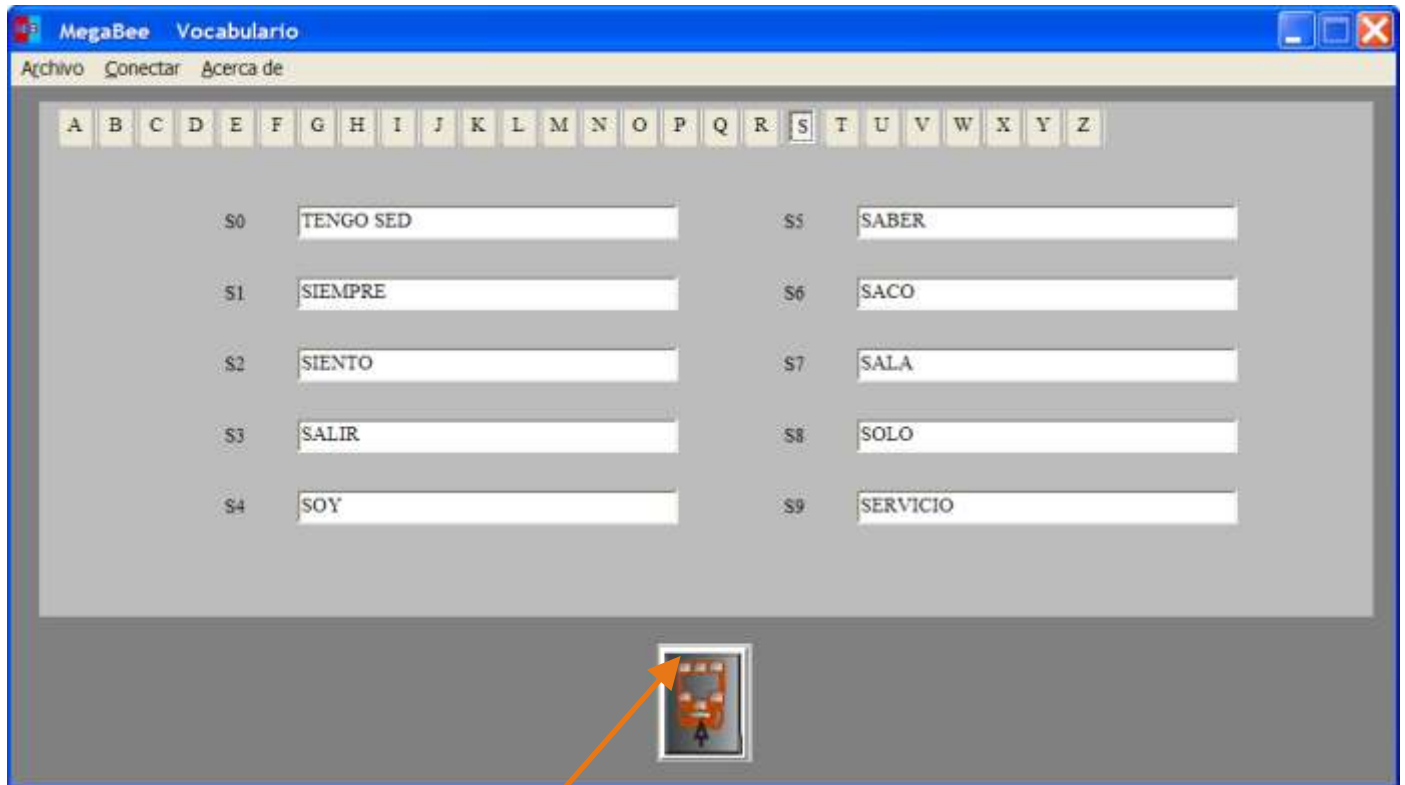 MegaBee Vocabulario
Archivo Conectar Acerca de
A B C D E F G H I J K L M N O P Q R S T U V W X Y Z
S0 TENGO SED S5 SABER
S1 SIEMPRE S6 SACO
S2 SIENTO S7 SALA
S3 SALIR S8 SOLO
S4 SOY S9 SERVICIO